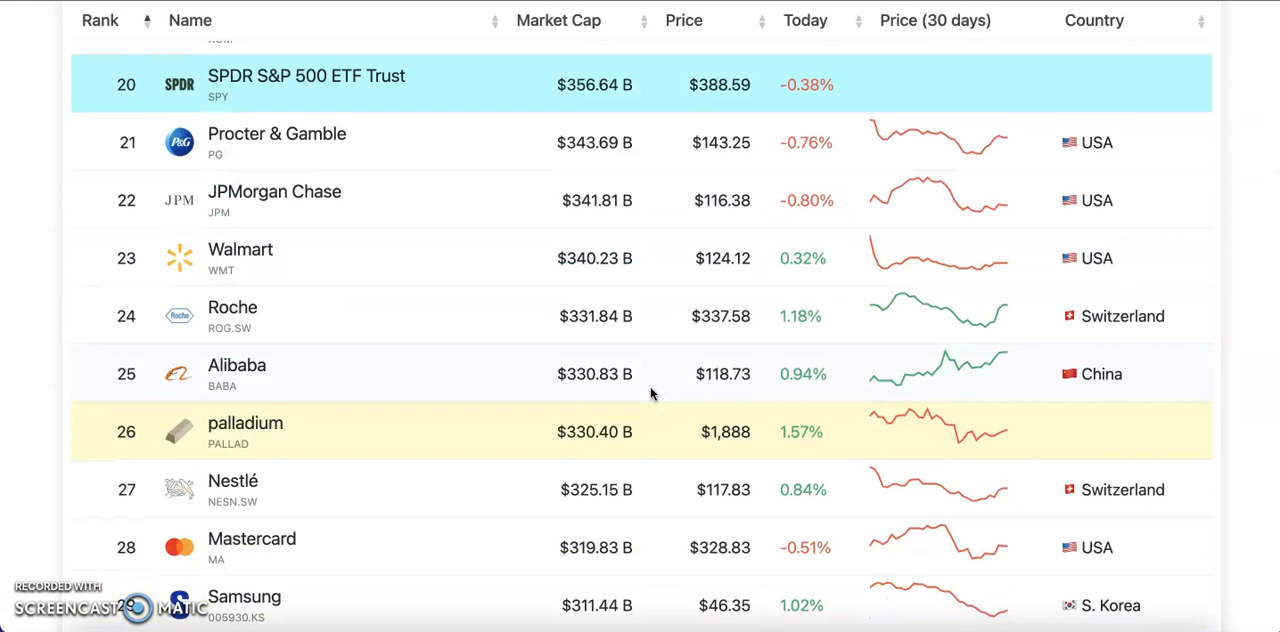 Rank Name Market Cap Price Today Price (30 days) Country
20 SPDR SPDR S&P 500 ETF Trust $356.64 B $388.59 -0.38%
SPY
21 P&G Procter & Gamble $343.69 B $143.25 -0.76% USA
PG
22 JPM JPMorgan Chase $341.81 B $116.38 -0.80% USA
JPM
23 Walmart $340.23 B $124.12 0.32% USA
WMT
24 Roche Roche $331.84 B $337.58 1.18% Switzerland
ROG.SW
25 Alibaba $330.83 B $118.73 0.94% China
BABA
26 palladium $330.40 B $1,888 1.57%
PALLAD
27 Nestlé $325.15 B $117.83 0.84% Switzerland
NESN.SW
28 Mastercard $319.83 B $328.83 -0.51% USA
MA
29 S Samsung $311.44 B $46.35 1.02% S. Korea
005930.KS
RECORDED WITH
SCREENCAST MATIC